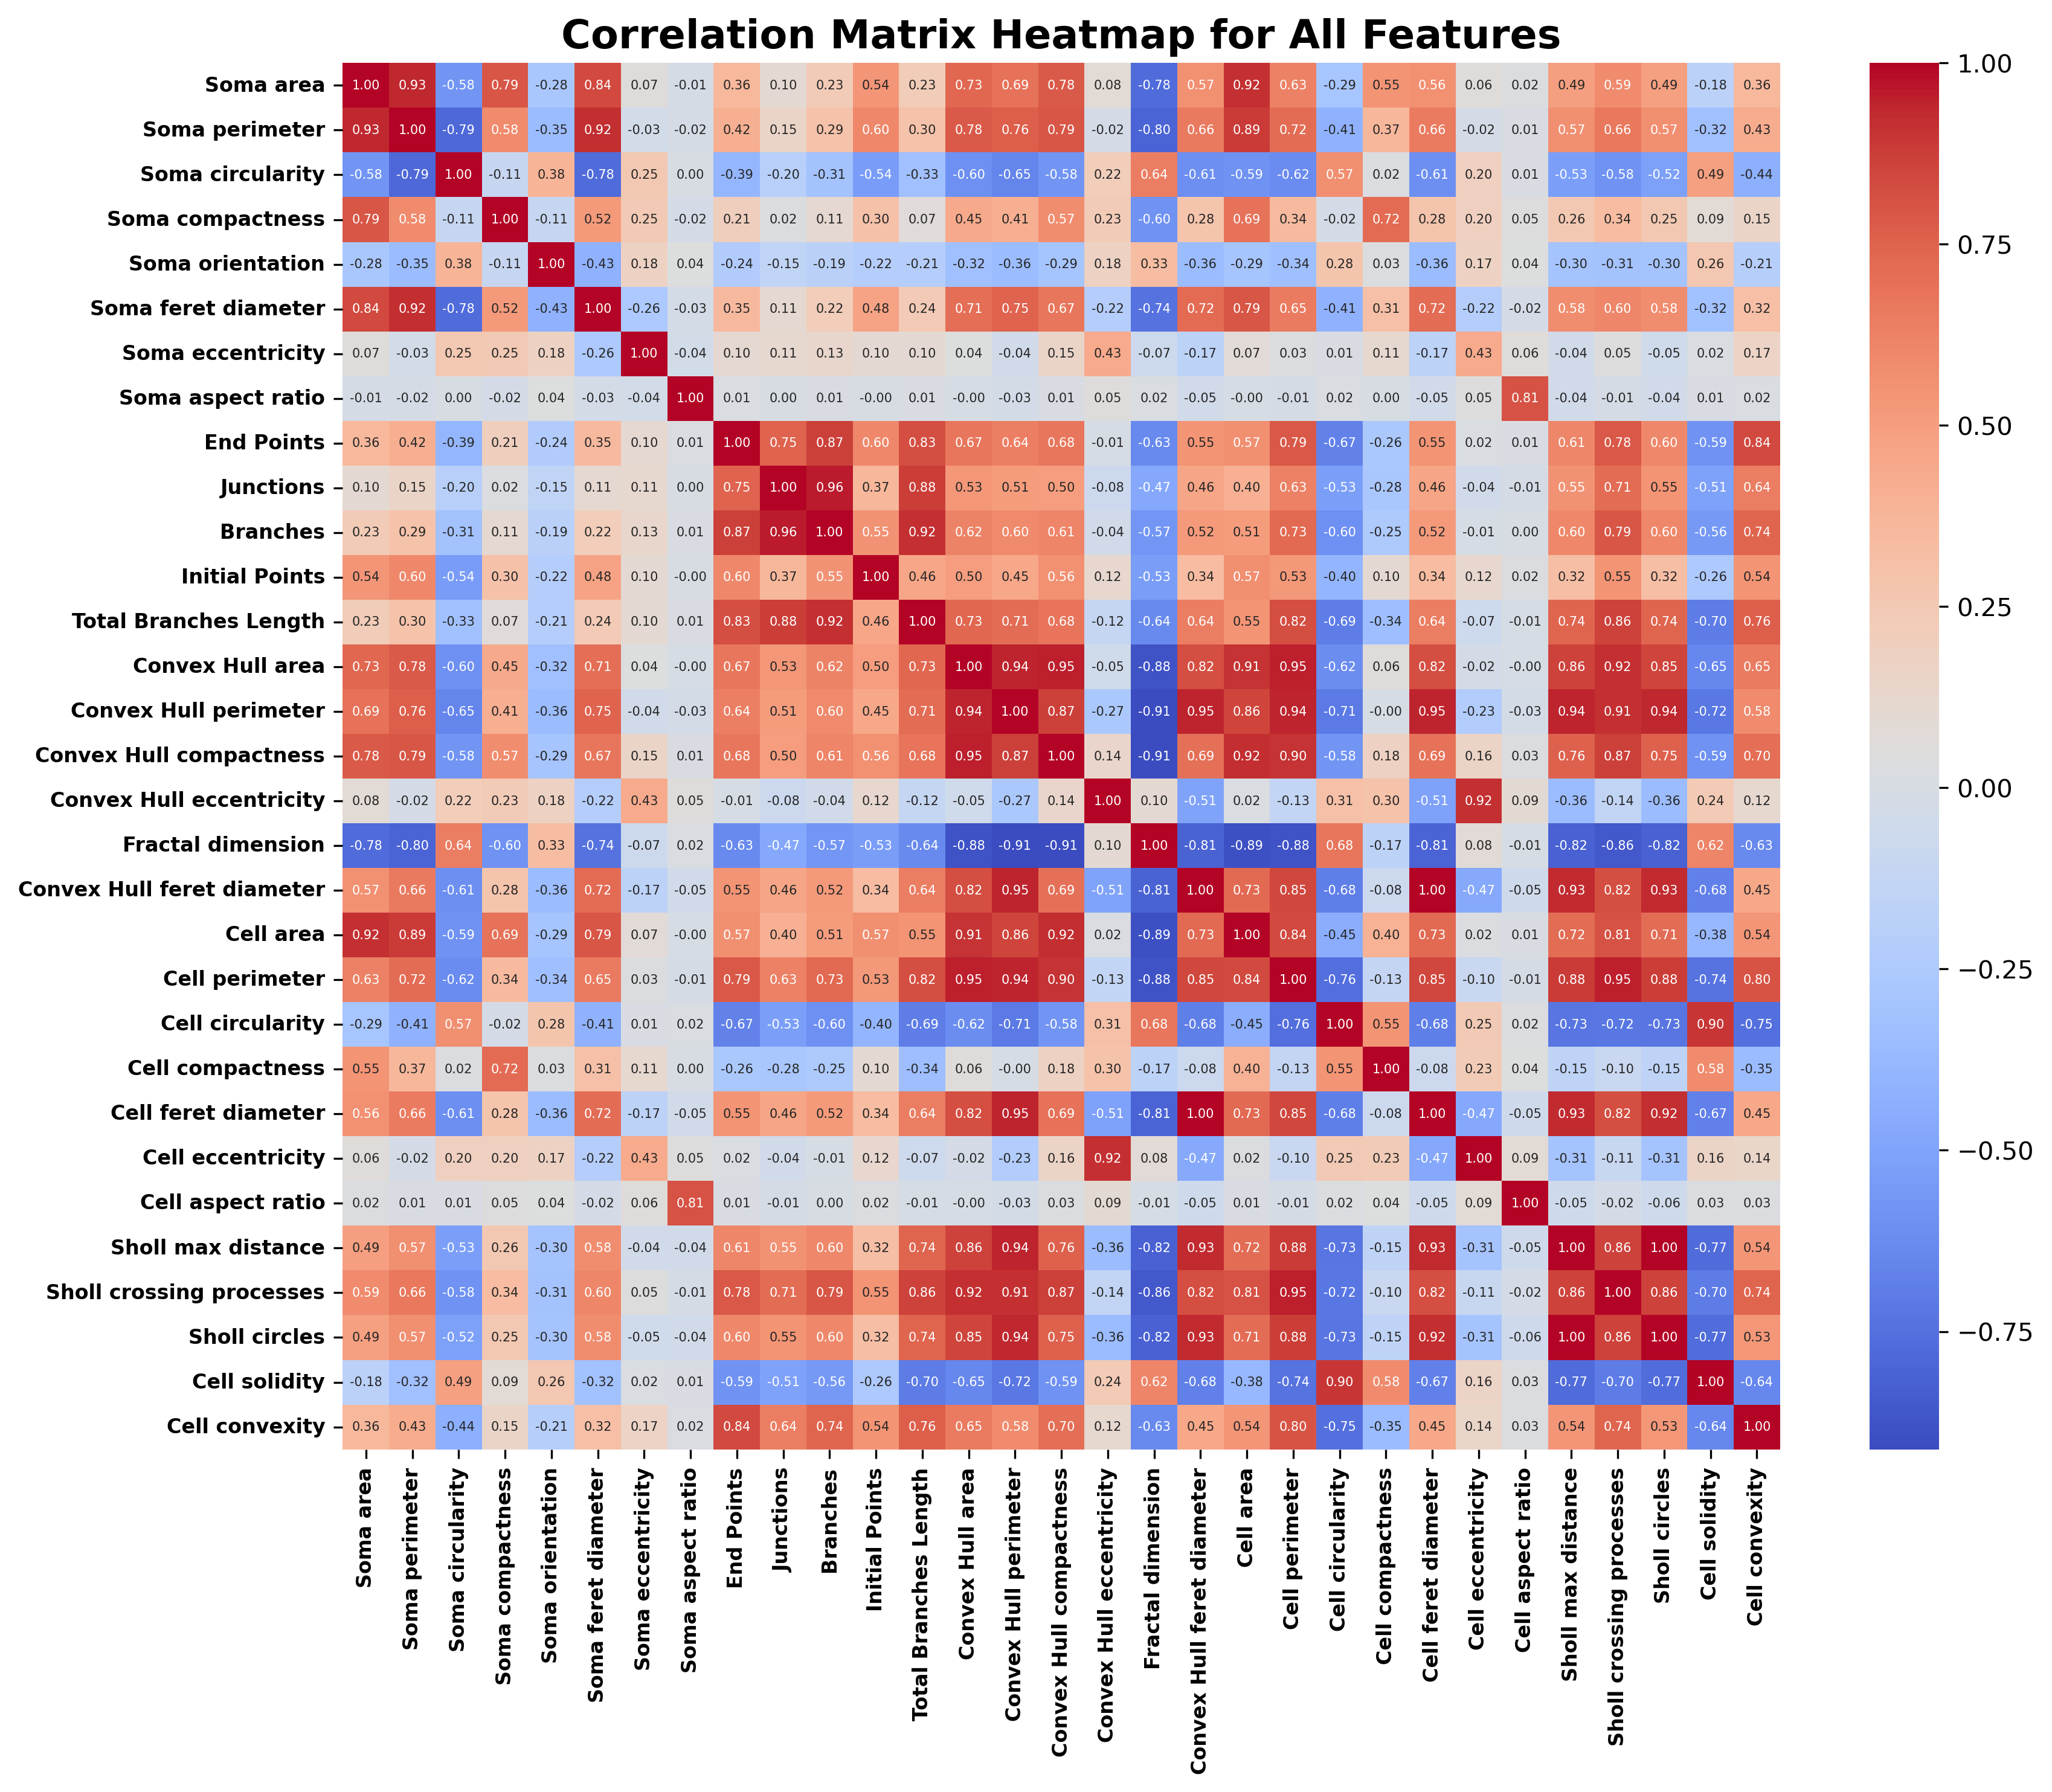 Correlation Matrix Heatmap for All Features
Soma area 1.00 0.93 -0.58 0.79 -0.28 0.84 0.07 -0.01 0.36 0.10 0.23 0.54 0.23 0.73 0.69 0.78 0.08 -0.78 0.57 0.92 0.63 -0.29 0.55 0.56 0.06 0.02 0.49 0.59 0.49 -0.18 0.36
Soma perimeter 0.93 1.00 -0.79 0.58 -0.35 0.92 -0.03 -0.02 0.42 0.15 0.29 0.60 0.30 0.78 0.76 0.79 -0.02 -0.80 0.66 0.89 0.72 -0.41 0.37 0.66 -0.02 0.01 0.57 0.66 0.57 -0.32 0.43
Soma circularity -0.58 -0.79 1.00 -0.11 0.38 -0.78 0.25 0.00 -0.39 -0.20 -0.31 -0.54 -0.33 -0.60 -0.65 -0.58 0.22 0.64 -0.61 -0.59 -0.62 0.57 0.02 -0.61 0.20 0.01 -0.53 -0.58 -0.52 0.49 -0.44
Soma compactness 0.79 0.58 -0.11 1.00 -0.11 0.52 0.25 -0.02 0.21 0.02 0.11 0.30 0.07 0.45 0.41 0.57 0.23 -0.60 0.28 0.69 0.34 -0.02 0.72 0.28 0.20 0.05 0.26 0.34 0.25 0.09 0.15
Soma orientation -0.28 -0.35 0.38 -0.11 1.00 -0.43 0.18 0.04 -0.24 -0.15 -0.19 -0.22 -0.21 -0.32 -0.36 -0.29 0.18 0.33 -0.36 -0.29 -0.34 0.28 0.03 -0.36 0.17 0.04 -0.30 -0.31 -0.30 0.26 -0.21
Soma feret diameter 0.84 0.92 -0.78 0.52 -0.43 1.00 -0.26 -0.03 0.35 0.11 0.22 0.48 0.24 0.71 0.75 0.67 -0.22 -0.74 0.72 0.79 0.65 -0.41 0.31 0.72 -0.22 -0.02 0.58 0.60 0.58 -0.32 0.32
Soma eccentricity 0.07 -0.03 0.25 0.25 0.18 -0.26 1.00 -0.04 0.10 0.11 0.13 0.10 0.10 0.04 -0.04 0.15 0.43 -0.07 -0.17 0.07 0.03 0.01 0.11 -0.17 0.43 0.06 -0.04 0.05 -0.05 0.02 0.17
Soma aspect ratio -0.01 -0.02 0.00 -0.02 0.04 -0.03 -0.04 1.00 0.01 0.00 0.01 -0.00 0.01 -0.00 -0.03 0.01 0.05 0.02 -0.05 -0.00 -0.01 0.02 0.00 -0.05 0.05 0.81 -0.04 -0.01 -0.04 0.01 0.02
End Points 0.36 0.42 -0.39 0.21 -0.24 0.35 0.10 0.01 1.00 0.75 0.87 0.60 0.83 0.67 0.64 0.68 -0.01 -0.63 0.55 0.57 0.79 -0.67 -0.26 0.55 0.02 0.01 0.61 0.78 0.60 -0.59 0.84
Junctions 0.10 0.15 -0.20 0.02 -0.15 0.11 0.11 0.00 0.75 1.00 0.96 0.37 0.88 0.53 0.51 0.50 -0.08 -0.47 0.46 0.40 0.63 -0.53 -0.28 0.46 -0.04 -0.01 0.55 0.71 0.55 -0.51 0.64
Branches 0.23 0.29 -0.31 0.11 -0.19 0.22 0.13 0.01 0.87 0.96 1.00 0.55 0.92 0.62 0.60 0.61 -0.04 -0.57 0.52 0.51 0.73 -0.60 -0.25 0.52 -0.01 0.00 0.60 0.79 0.60 -0.56 0.74
Initial Points 0.54 0.60 -0.54 0.30 -0.22 0.48 0.10 -0.00 0.60 0.37 0.55 1.00 0.46 0.50 0.45 0.56 0.12 -0.53 0.34 0.57 0.53 -0.40 0.10 0.34 0.12 0.02 0.32 0.55 0.32 -0.26 0.54
Total Branches Length 0.23 0.30 -0.33 0.07 -0.21 0.24 0.10 0.01 0.83 0.88 0.92 0.46 1.00 0.73 0.71 0.68 -0.12 -0.64 0.64 0.55 0.82 -0.69 -0.34 0.64 -0.07 -0.01 0.74 0.86 0.74 -0.70 0.76
Convex Hull area 0.73 0.78 -0.60 0.45 -0.32 0.71 0.04 -0.00 0.67 0.53 0.62 0.50 0.73 1.00 0.94 0.95 -0.05 -0.88 0.82 0.91 0.95 -0.62 0.06 0.82 -0.02 -0.00 0.86 0.92 0.85 -0.65 0.65
Convex Hull perimeter 0.69 0.76 -0.65 0.41 -0.36 0.75 -0.04 -0.03 0.64 0.51 0.60 0.45 0.71 0.94 1.00 0.87 -0.27 -0.91 0.95 0.86 0.94 -0.71 -0.00 0.95 -0.23 -0.03 0.94 0.91 0.94 -0.72 0.58
Convex Hull compactness 0.78 0.79 -0.58 0.57 -0.29 0.67 0.15 0.01 0.68 0.50 0.61 0.56 0.68 0.95 0.87 1.00 0.14 -0.91 0.69 0.92 0.90 -0.58 0.18 0.69 0.16 0.03 0.76 0.87 0.75 -0.59 0.70
Convex Hull eccentricity 0.08 -0.02 0.22 0.23 0.18 -0.22 0.43 0.05 -0.01 -0.08 -0.04 0.12 -0.12 -0.05 -0.27 0.14 1.00 0.10 -0.51 0.02 -0.13 0.31 0.30 -0.51 0.92 0.09 -0.36 -0.14 -0.36 0.24 0.12
Fractal dimension -0.78 -0.80 0.64 -0.60 0.33 -0.74 -0.07 0.02 -0.63 -0.47 -0.57 -0.53 -0.64 -0.88 -0.91 -0.91 0.10 1.00 -0.81 -0.89 -0.88 0.68 -0.17 -0.81 0.08 -0.01 -0.82 -0.86 -0.82 0.62 -0.63
Convex Hull feret diameter 0.57 0.66 -0.61 0.28 -0.36 0.72 -0.17 -0.05 0.55 0.46 0.52 0.34 0.64 0.82 0.95 0.69 -0.51 -0.81 1.00 0.73 0.85 -0.68 -0.08 1.00 -0.47 -0.05 0.93 0.82 0.93 -0.68 0.45
Cell area 0.92 0.89 -0.59 0.69 -0.29 0.79 0.07 -0.00 0.57 0.40 0.51 0.57 0.55 0.91 0.86 0.92 0.02 -0.89 0.73 1.00 0.84 -0.45 0.40 0.73 0.02 0.01 0.72 0.81 0.71 -0.38 0.54
Cell perimeter 0.63 0.72 -0.62 0.34 -0.34 0.65 0.03 -0.01 0.79 0.63 0.73 0.53 0.82 0.95 0.94 0.90 -0.13 -0.88 0.85 0.84 1.00 -0.76 -0.13 0.85 -0.10 -0.01 0.88 0.95 0.88 -0.74 0.80
Cell circularity -0.29 -0.41 0.57 -0.02 0.28 -0.41 0.01 0.02 -0.67 -0.53 -0.60 -0.40 -0.69 -0.62 -0.71 -0.58 0.31 0.68 -0.68 -0.45 -0.76 1.00 0.55 -0.68 0.25 0.02 -0.73 -0.72 -0.73 0.90 -0.75
Cell compactness 0.55 0.37 0.02 0.72 0.03 0.31 0.11 0.00 -0.26 -0.28 -0.25 0.10 -0.34 0.06 -0.00 0.18 0.30 -0.17 -0.08 0.40 -0.13 0.55 1.00 -0.08 0.23 0.04 -0.15 -0.10 -0.15 0.58 -0.35
Cell feret diameter 0.56 0.66 -0.61 0.28 -0.36 0.72 -0.17 -0.05 0.55 0.46 0.52 0.34 0.64 0.82 0.95 0.69 -0.51 -0.81 1.00 0.73 0.85 -0.68 -0.08 1.00 -0.47 -0.05 0.93 0.82 0.92 -0.67 0.45
Cell eccentricity 0.06 -0.02 0.20 0.20 0.17 -0.22 0.43 0.05 0.02 -0.04 -0.01 0.12 -0.07 -0.02 -0.23 0.16 0.92 0.08 -0.47 0.02 -0.10 0.25 0.23 -0.47 1.00 0.09 -0.31 -0.11 -0.31 0.16 0.14
Cell aspect ratio 0.02 0.01 0.01 0.05 0.04 -0.02 0.06 0.81 0.01 -0.01 0.00 0.02 -0.01 -0.00 -0.03 0.03 0.09 -0.01 -0.05 0.01 -0.01 0.02 0.04 -0.05 0.09 1.00 -0.05 -0.02 -0.06 0.03 0.03
Sholl max distance 0.49 0.57 -0.53 0.26 -0.30 0.58 -0.04 -0.04 0.61 0.55 0.60 0.32 0.74 0.86 0.94 0.76 -0.36 -0.82 0.93 0.72 0.88 -0.73 -0.15 0.93 -0.31 -0.05 1.00 0.86 1.00 -0.77 0.54
Sholl crossing processes 0.59 0.66 -0.58 0.34 -0.31 0.60 0.05 -0.01 0.78 0.71 0.79 0.55 0.86 0.92 0.91 0.87 -0.14 -0.86 0.82 0.81 0.95 -0.72 -0.10 0.82 -0.11 -0.02 0.86 1.00 0.86 -0.70 0.74
Sholl circles 0.49 0.57 -0.52 0.25 -0.30 0.58 -0.05 -0.04 0.60 0.55 0.60 0.32 0.74 0.85 0.94 0.75 -0.36 -0.82 0.93 0.71 0.88 -0.73 -0.15 0.92 -0.31 -0.06 1.00 0.86 1.00 -0.77 0.53
Cell solidity -0.18 -0.32 0.49 0.09 0.26 -0.32 0.02 0.01 -0.59 -0.51 -0.56 -0.26 -0.70 -0.65 -0.72 -0.59 0.24 0.62 -0.68 -0.38 -0.74 0.90 0.58 -0.67 0.16 0.03 -0.77 -0.70 -0.77 1.00 -0.64
Cell convexity 0.36 0.43 -0.44 0.15 -0.21 0.32 0.17 0.02 0.84 0.64 0.74 0.54 0.76 0.65 0.58 0.70 0.12 -0.63 0.45 0.54 0.80 -0.75 -0.35 0.45 0.14 0.03 0.54 0.74 0.53 -0.64 1.00
Soma area
Soma perimeter
Soma circularity
Soma compactness
Soma orientation
Soma feret diameter
Soma eccentricity
Soma aspect ratio
End Points
Junctions
Branches
Initial Points
Total Branches Length
Convex Hull area
Convex Hull perimeter
Convex Hull compactness
Convex Hull eccentricity
Fractal dimension
Convex Hull feret diameter
Cell area
Cell perimeter
Cell circularity
Cell compactness
Cell feret diameter
Cell eccentricity
Cell aspect ratio
Sholl max distance
Sholl crossing processes
Sholl circles
Cell solidity
Cell convexity
1.00
0.75
0.50
0.25
0.00
−0.25
−0.50
−0.75